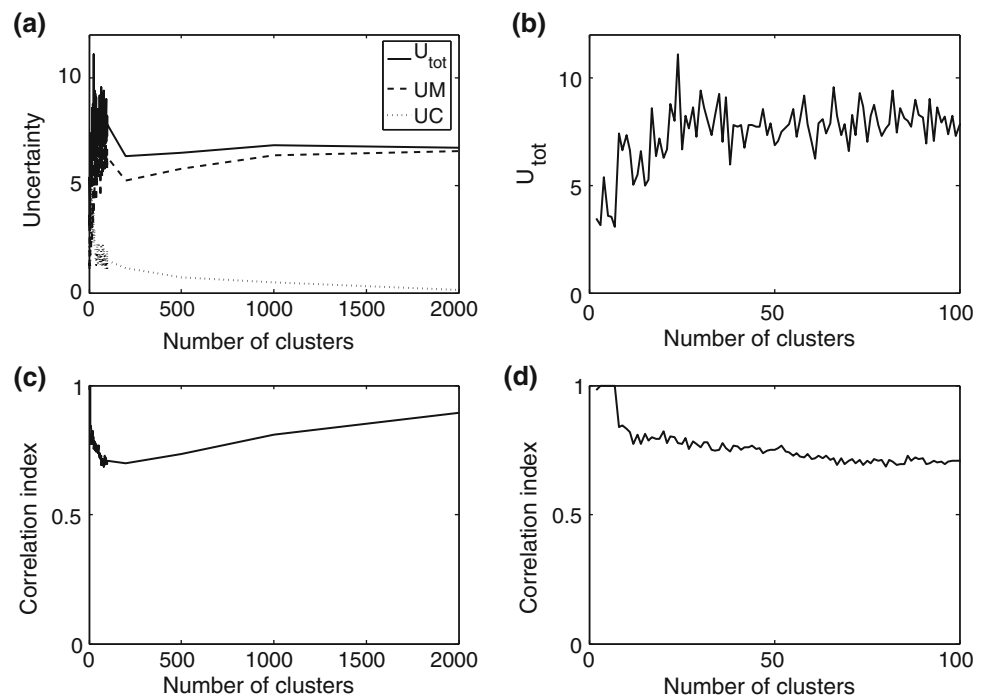 (a)
10
5
0
Uncertainty
U_tot
UM
UC
0 500 1000 1500 2000
Number of clusters
(b)
10
5
0
U_tot
0 50 100
Number of clusters
(c)
1
0.5
0
Correlation index
0 500 1000 1500 2000
Number of clusters
(d)
1
0.5
0
Correlation index
0 50 100
Number of clusters